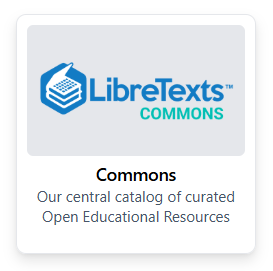 LibreTexts™
COMMONS
Commons
Our central catalog of curated
Open Educational Resources